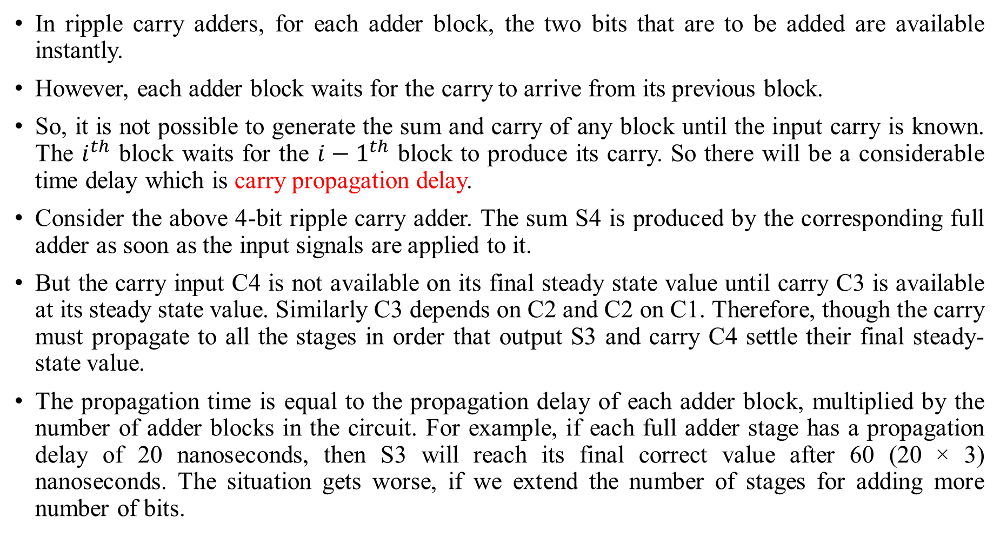 • In ripple carry adders, for each adder block, the two bits that are to be added are available
instantly.
• However, each adder block waits for the carry to arrive from its previous block.
• So, it is not possible to generate the sum and carry of any block until the input carry is known.
The 𝑖ᵗʰ block waits for the 𝑖 − 1ᵗʰ block to produce its carry. So there will be a considerable
time delay which is carry propagation delay.
• Consider the above 4-bit ripple carry adder. The sum S4 is produced by the corresponding full
adder as soon as the input signals are applied to it.
• But the carry input C4 is not available on its final steady state value until carry C3 is available
at its steady state value. Similarly C3 depends on C2 and C2 on C1. Therefore, though the carry
must propagate to all the stages in order that output S3 and carry C4 settle their final steady-
state value.
• The propagation time is equal to the propagation delay of each adder block, multiplied by the
number of adder blocks in the circuit. For example, if each full adder stage has a propagation
delay of 20 nanoseconds, then S3 will reach its final correct value after 60 (20 × 3)
nanoseconds. The situation gets worse, if we extend the number of stages for adding more
number of bits.